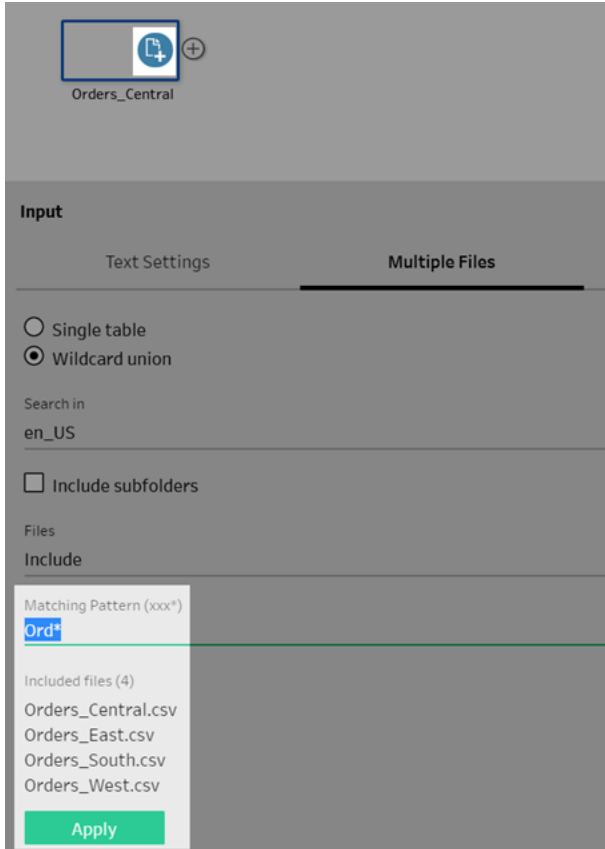 Orders_Central
Input
Text Settings Multiple Files
Single table
Wildcard union
Search in
en_US
Include subfolders
Files
Include
Matching Pattern (xxx*)
Ord*
Included files (4)
Orders_Central.csv
Orders_East.csv
Orders_South.csv
Orders_West.csv
Apply